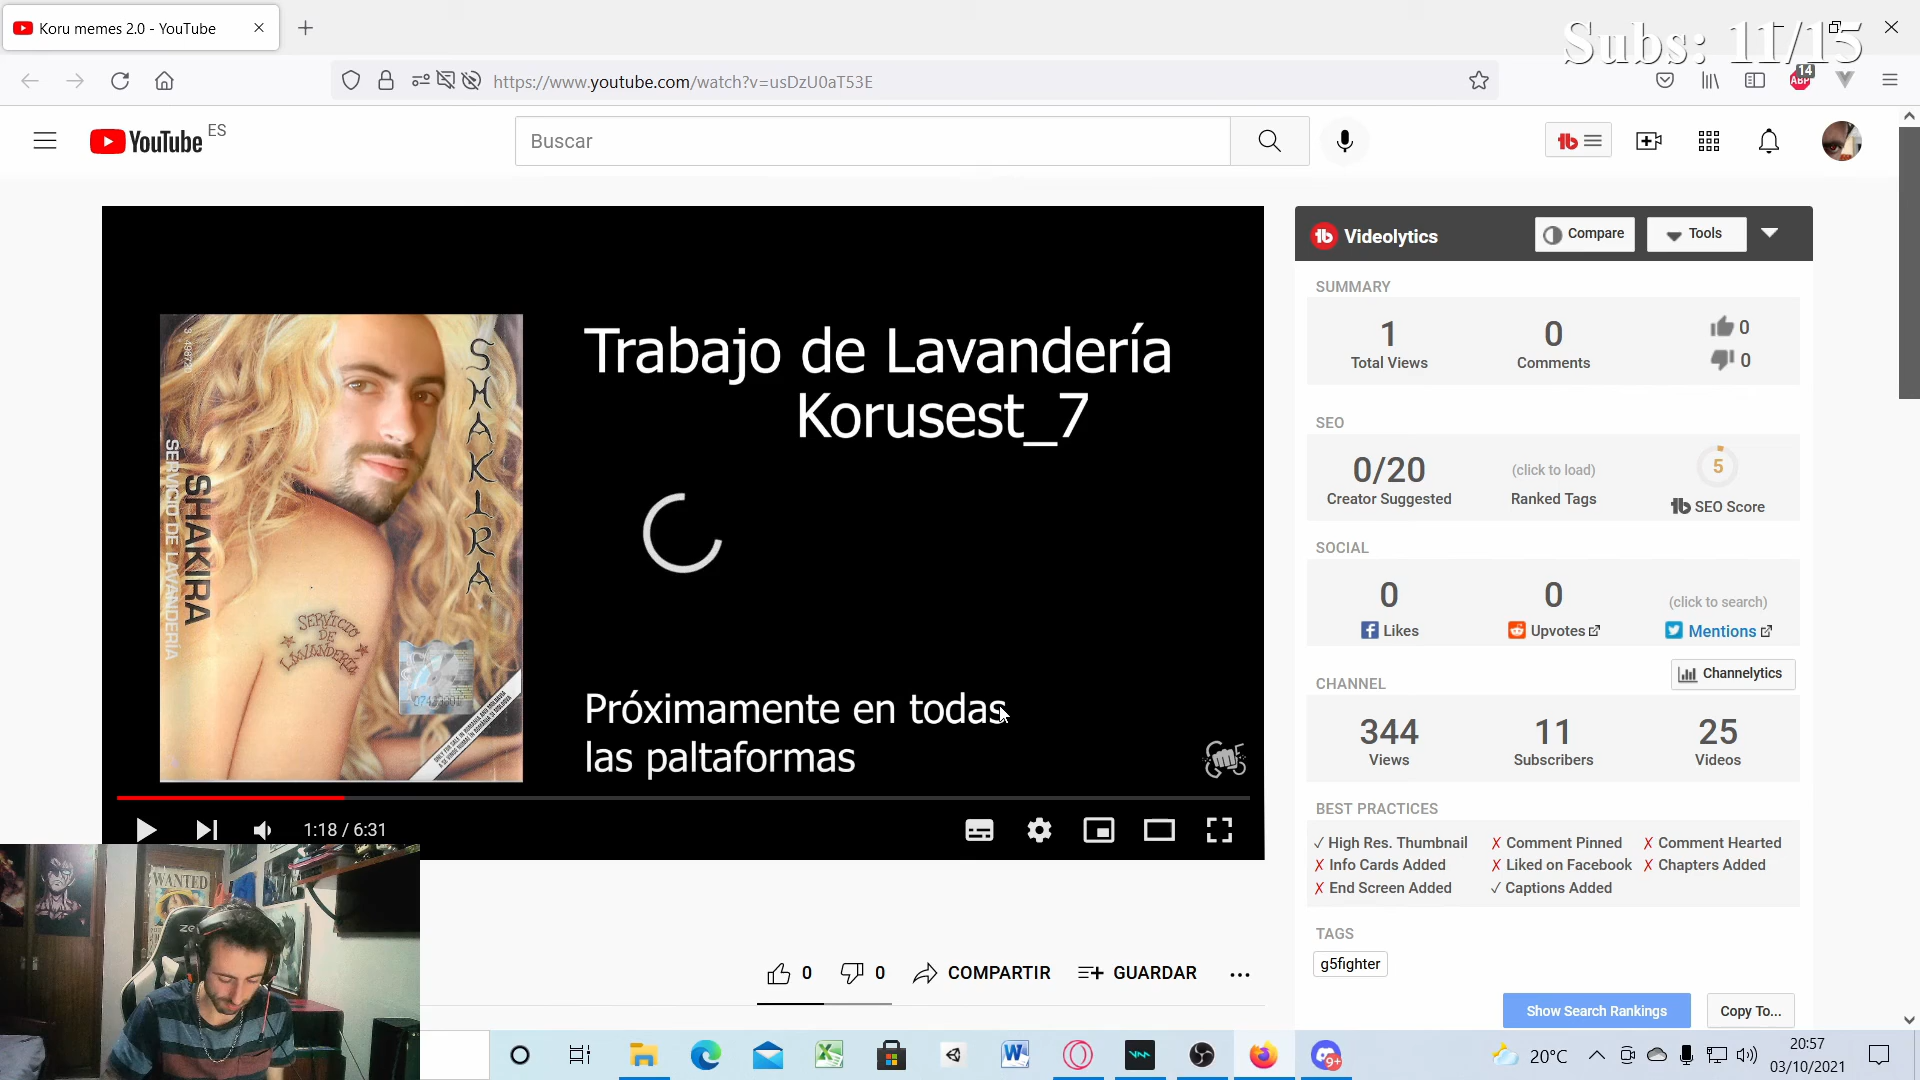 Koru memes 2.0 - YouTube
Subs: 11/15
https://www.youtube.com/watch?v=usDzU0aT53E
14
ABP
YouTube ES
Buscar
Videolytics
Compare
Tools
SUMMARY
1
Total Views
0
Comments
0
0
SEO
0/20
Creator Suggested
(click to load)
Ranked Tags
5
SEO Score
SOCIAL
0
Likes
0
Upvotes
(click to search)
Mentions
CHANNEL
Channelytics
344
Views
11
Subscribers
25
Videos
BEST PRACTICES
High Res. Thumbnail
Comment Pinned
Comment Hearted
Info Cards Added
Liked on Facebook
Chapters Added
End Screen Added
Captions Added
TAGS
g5fighter
Show Search Rankings
Copy To...
Trabajo de Lavandería
Korusest_7
Próximamente en todas
las paltaformas
SHAKIRA
SHAKIRA
SERVICIO DE LAVANDERIA
SERVICIO
DE
LAVANDERÍA
1:18 / 6:31
WANTED
0
0
COMPARTIR
GUARDAR
9+
20°C
20:57
03/10/2021